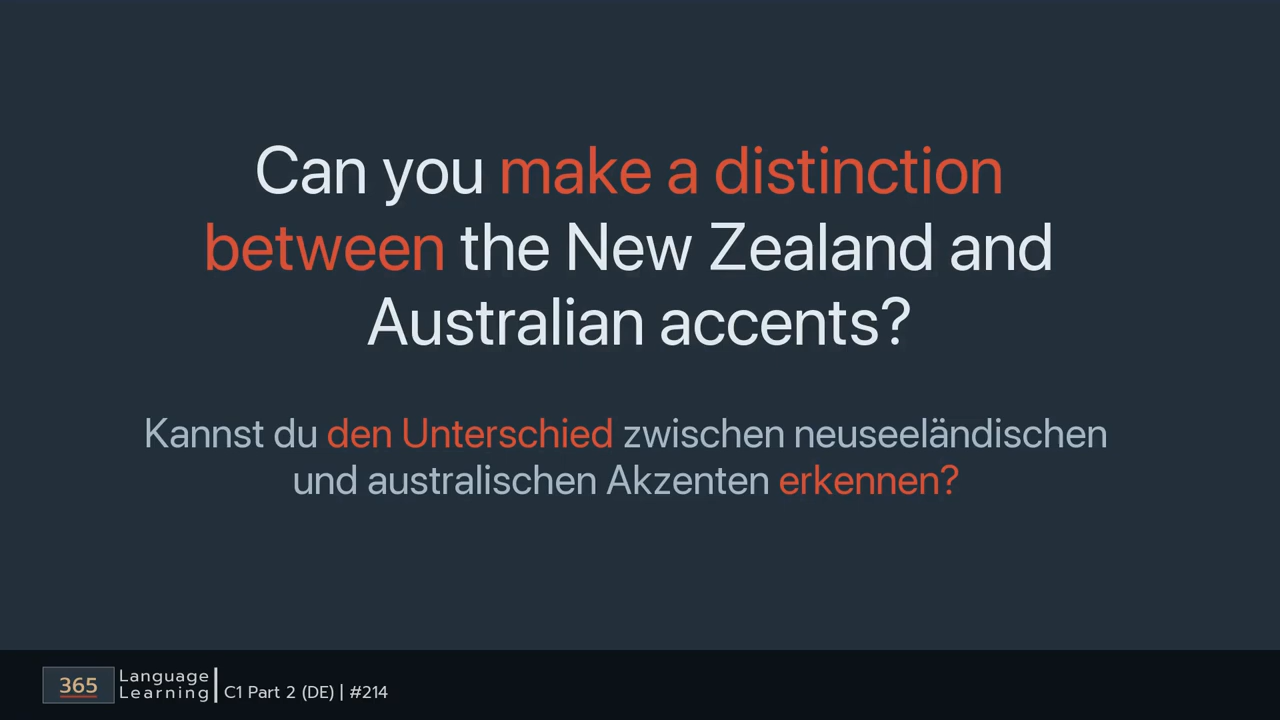 Can you make a distinction
between the New Zealand and
Australian accents?
Kannst du den Unterschied zwischen neuseeländischen
und australischen Akzenten erkennen?
365
Language
Learning
C1 Part 2 (DE) | #214